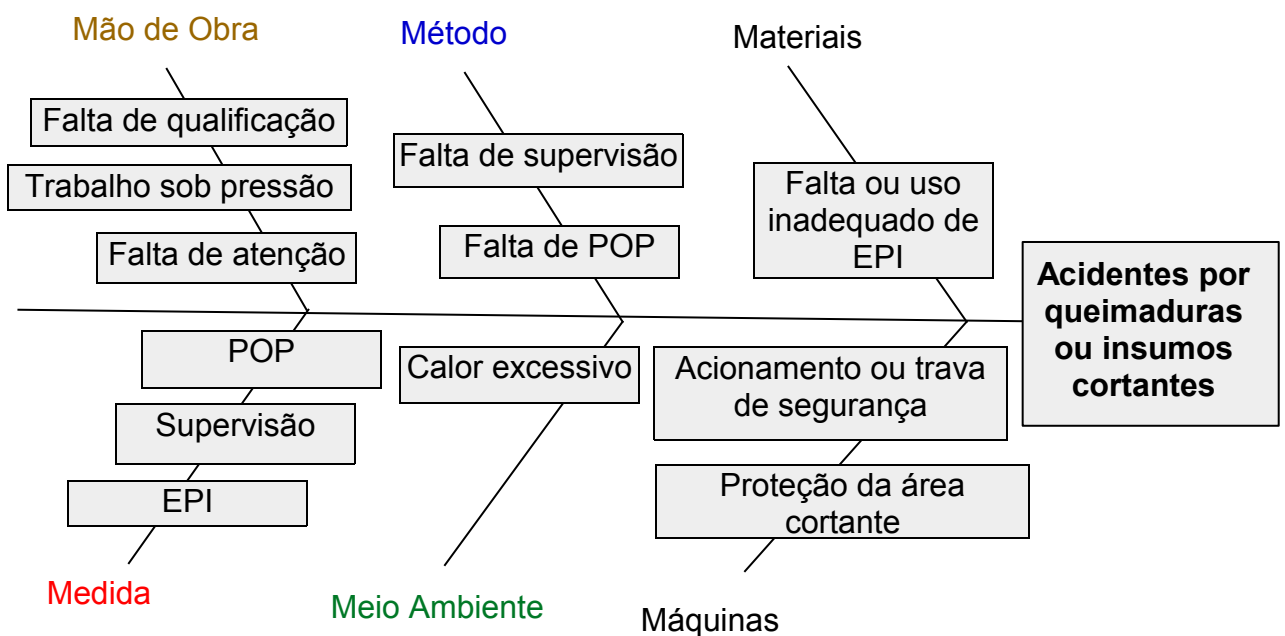 Mão de Obra
Método
Materiais
Falta de qualificação
Trabalho sob pressão
Falta de atenção
Falta de supervisão
Falta de POP
Falta ou uso
inadequado de
EPI
Acidentes por
queimaduras
ou insumos
cortantes
POP
Supervisão
EPI
Calor excessivo
Acionamento ou trava
de segurança
Proteção da área
cortante
Medida
Meio Ambiente
Máquinas